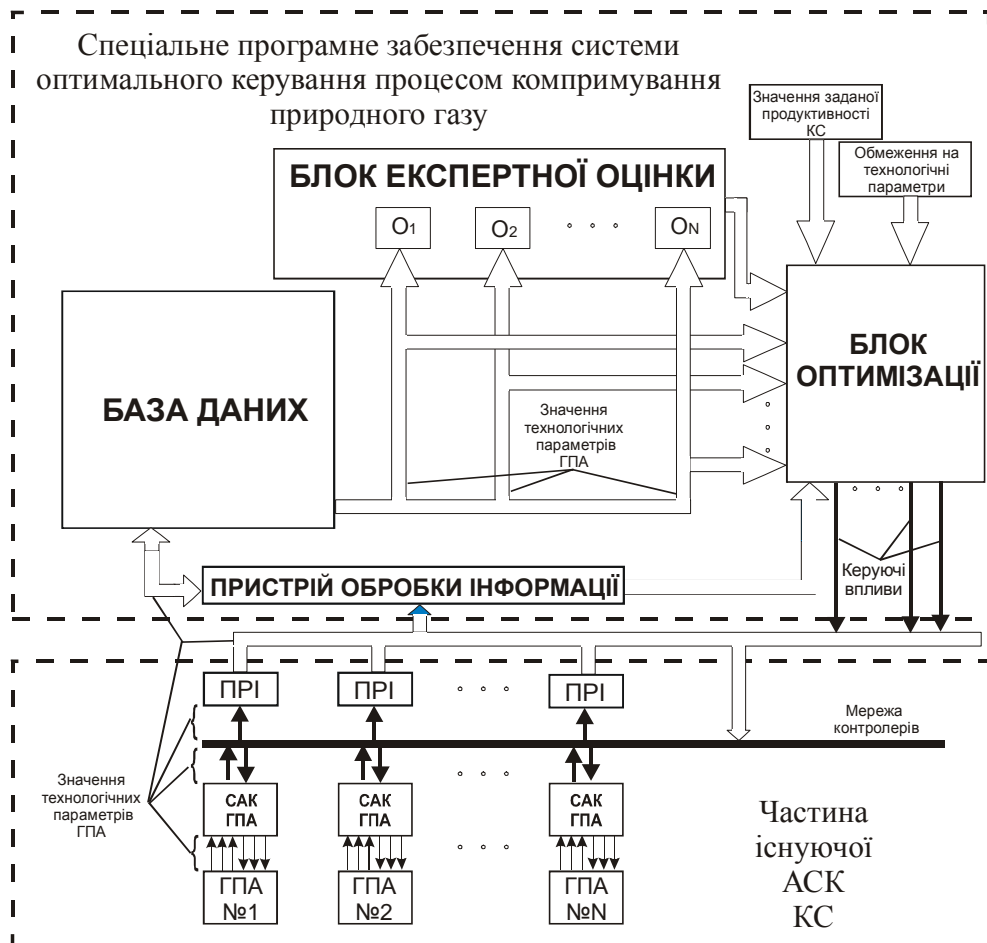 Спеціальне програмне забезпечення системи
оптимального керування процесом компримування
природного газу
Значення заданої
продуктивності
КС
Обмеження на
технологічні
параметри
БЛОК ЕКСПЕРТНОЇ ОЦІНКИ
О1
О2
ОN
БЛОК
ОПТИМІЗАЦІЇ
БАЗА ДАНИХ
Значення
технологічних
параметрів
ГПА
Керуючі
впливи
ПРИСТРІЙ ОБРОБКИ ІНФОРМАЦІЇ
ПРІ
ПРІ
ПРІ
Мережа
контролерів
Значення
технологічних
параметрів
ГПА
САК
ГПА
САК
ГПА
САК
ГПА
ГПА
№1
ГПА
№2
ГПА
№N
Частина
існуючої
АСК
КС